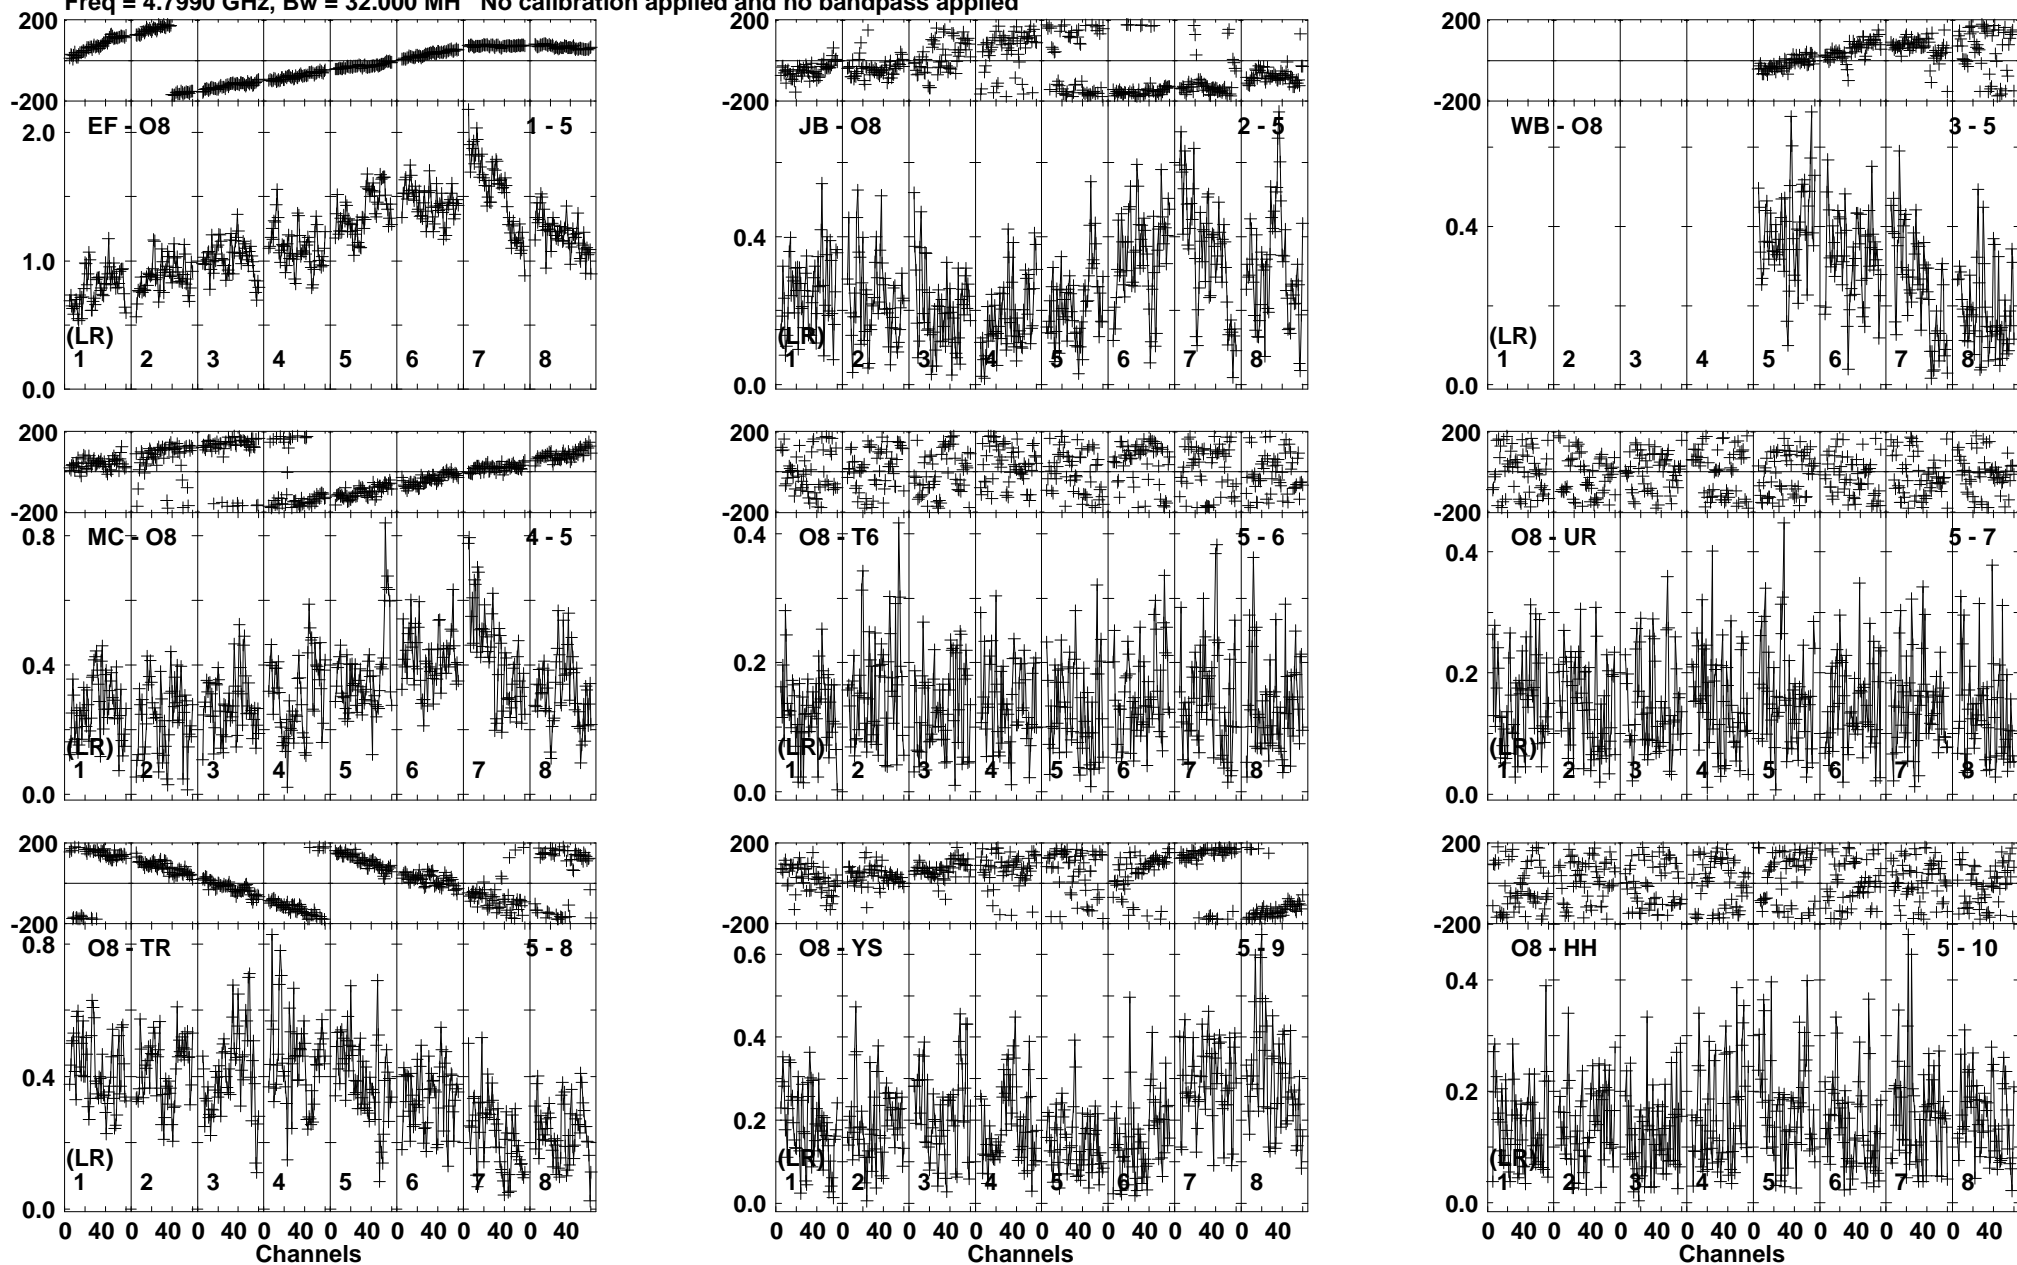 Freq = 4.7990 GHz, Bw = 32.000 MH No calibration applied and no bandpass applied
200
-200
EF - O8 1 - 5
2.0
1.0
0.0
(LR)
1 2 3 4 5 6 7 8
200
-200
JB - O8 2 - 5
0.4
0.0
(LR)
1 2 3 4 5 6 7 8
200
-200
WB - O8 3 - 5
0.4
0.0
(LR)
1 2 3 4 5 6 7 8
200
-200
MC - O8 4 - 5
0.8
0.4
0.0
(LR)
1 2 3 4 5 6 7 8
200
-200
O8 - T6 5 - 6
0.4
0.2
0.0
(LR)
1 2 3 4 5 6 7 8
200
-200
O8 - UR 5 - 7
0.4
0.2
0.0
(LR)
1 2 3 4 5 6 7 8
200
-200
O8 - TR 5 - 8
0.8
0.4
0.0
(LR)
1 2 3 4 5 6 7 8
0 40 0 40 0 40 0 40 0 40 0 40 0 40 0 40
Channels
200
-200
O8 - YS 5 - 9
0.6
0.4
0.2
0.0
(LR)
1 2 3 4 5 6 7 8
0 40 0 40 0 40 0 40 0 40 0 40 0 40 0 40
Channels
200
-200
O8 - HH 5 - 10
0.4
0.2
0.0
(LR)
1 2 3 4 5 6 7 8
0 40 0 40 0 40 0 40 0 40 0 40 0 40 0 40
Channels